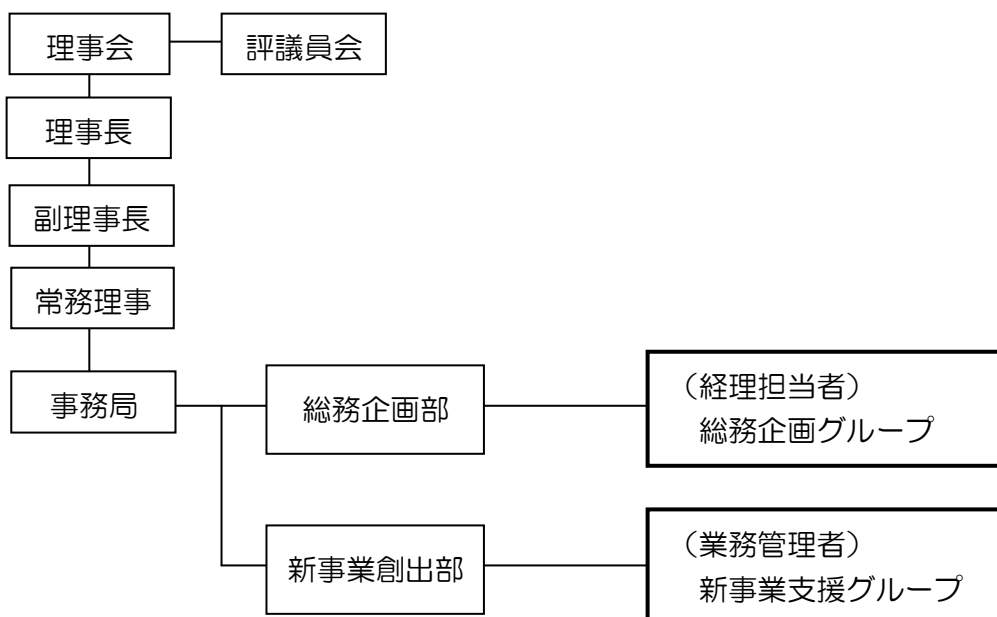 理事会
評議員会
理事長
副理事長
常務理事
事務局
総務企画部
（経理担当者）
総務企画グループ
新事業創出部
（業務管理者）
新事業支援グループ